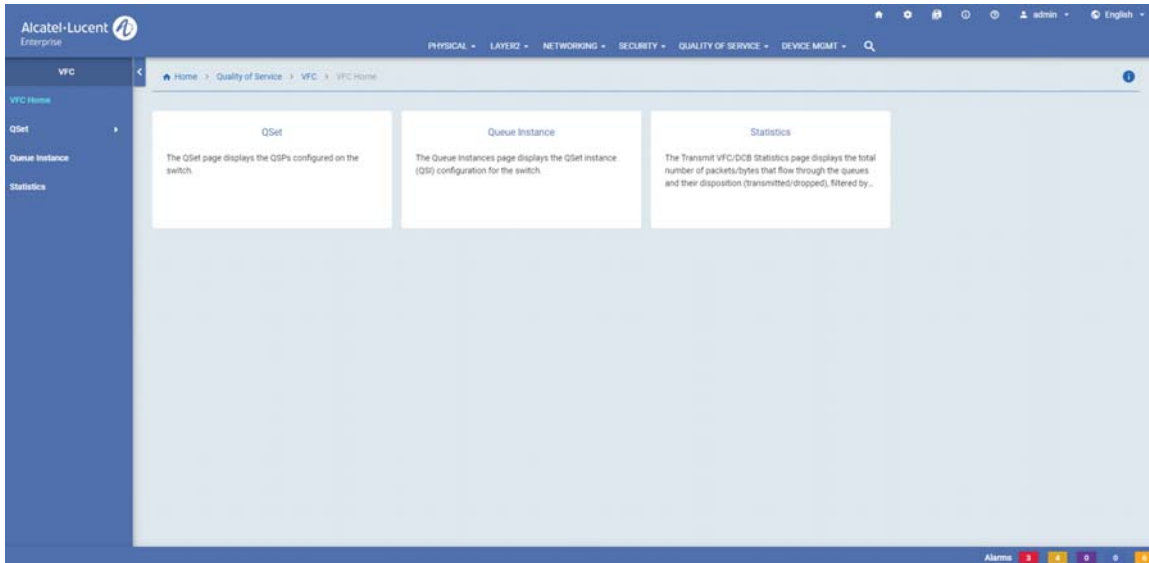 Alcatel·Lucent
Enterprise
admin
English
PHYSICAL LAYER2 NETWORKING SECURITY QUALITY OF SERVICE DEVICE MGMT
VFC
Home > Quality of Service > VFC > VFC Home
VFC Home
QSet
Queue Instance
Statistics
QSet
The QSet page displays the QSPs configured on the
switch.
Queue Instance
The Queue Instances page displays the QSet instance
(QSI) configuration for the switch.
Statistics
The Transmit VFC/DCB Statistics page displays the total
number of packets/bytes that flow through the queues
and their disposition (transmitted/dropped), filtered by...
Alarms 3 4 0 0